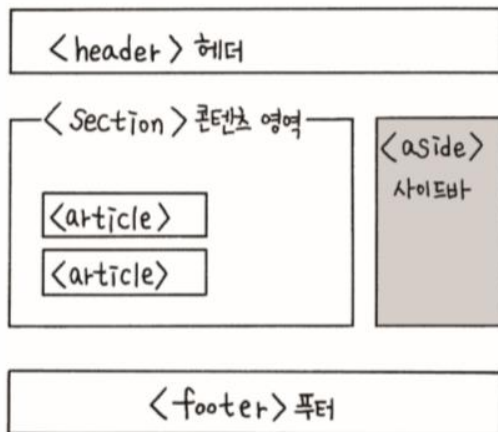 <header> 헤더
<section> 콘텐츠 영역
<article>
<article>
<aside>
사이드바
<footer> 푸터